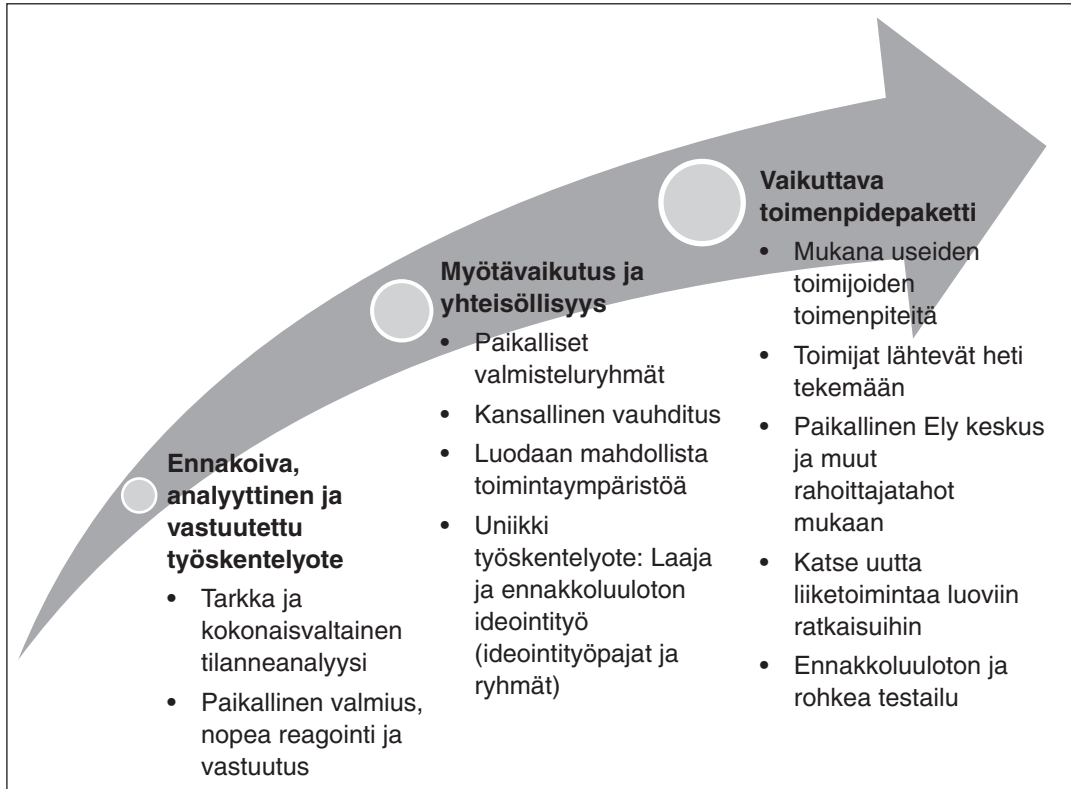 Ennakoiva,
analyyttinen ja
vastuutettu
työskentelyote
• Tarkka ja
kokonaisvaltainen
tilanneanalyysi
• Paikallinen valmius,
nopea reagointi ja
vastuutus
Myötävaikutus ja
yhteisöllisyys
• Paikalliset
valmisteluryhmät
• Kansallinen vauhditus
• Luodaan mahdollista
toimintaympäristöä
• Uniikki
työskentelyote: Laaja
ja ennakkoluuloton
ideointityö
(ideointityöpajat ja
ryhmät)
Vaikuttava
toimenpidepaketti
• Mukana useiden
toimijoiden
toimenpiteitä
• Toimijat lähtevät heti
tekemään
• Paikallinen Ely keskus
ja muut
rahoittajatahot
mukaan
• Katse uutta
liiketoimintaa luoviin
ratkaisuihin
• Ennakkoluuloton ja
rohkea testailu